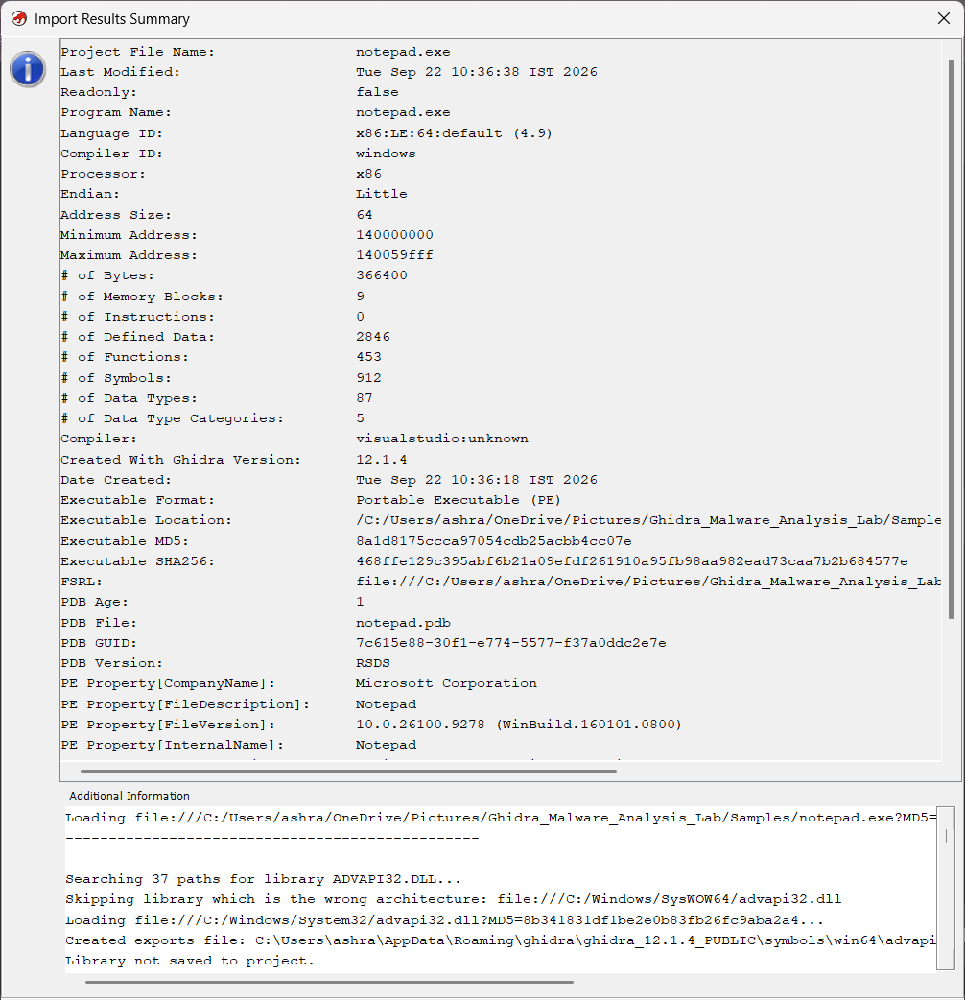 Import Results Summary
Project File Name: notepad.exe
Last Modified: Tue Sep 22 10:36:38 IST 2026
Readonly: false
Program Name: notepad.exe
Language ID: x86:LE:64:default (4.9)
Compiler ID: windows
Processor: x86
Endian: Little
Address Size: 64
Minimum Address: 140000000
Maximum Address: 140059fff
# of Bytes: 366400
# of Memory Blocks: 9
# of Instructions: 0
# of Defined Data: 2846
# of Functions: 453
# of Symbols: 912
# of Data Types: 87
# of Data Type Categories: 5
Compiler: visualstudio:unknown
Created With Ghidra Version: 12.1.4
Date Created: Tue Sep 22 10:36:18 IST 2026
Executable Format: Portable Executable (PE)
Executable Location: /C:/Users/ashra/OneDrive/Pictures/Ghidra_Malware_Analysis_Lab/Sample
Executable MD5: 8a1d8175ccca97054cdb25acbb4cc07e
Executable SHA256: 468ffe129c395abf6b21a09efdf261910a95fb98aa982ead73caa7b2b684577e
FSRL: file:///C:/Users/ashra/OneDrive/Pictures/Ghidra_Malware_Analysis_Lab
PDB Age: 1
PDB File: notepad.pdb
PDB GUID: 7c615e88-30f1-e774-5577-f37a0ddc2e7e
PDB Version: RSDS
PE Property[CompanyName]: Microsoft Corporation
PE Property[FileDescription]: Notepad
PE Property[FileVersion]: 10.0.26100.9278 (WinBuild.160101.0800)
PE Property[InternalName]: Notepad
Additional Information
Loading file:///C:/Users/ashra/OneDrive/Pictures/Ghidra_Malware_Analysis_Lab/Samples/notepad.exe?MD5=
------------------------------------------------
Searching 37 paths for library ADVAPI32.DLL...
Skipping library which is the wrong architecture: file:///C:/Windows/SysWOW64/advapi32.dll
Loading file:///C:/Windows/System32/advapi32.dll?MD5=8b341831df1be2e0b83fb26fc9aba2a4...
Created exports file: C:\Users\ashra\AppData\Roaming\ghidra\ghidra_12.1.4_PUBLIC\symbols\win64\advapi
Library not saved to project.